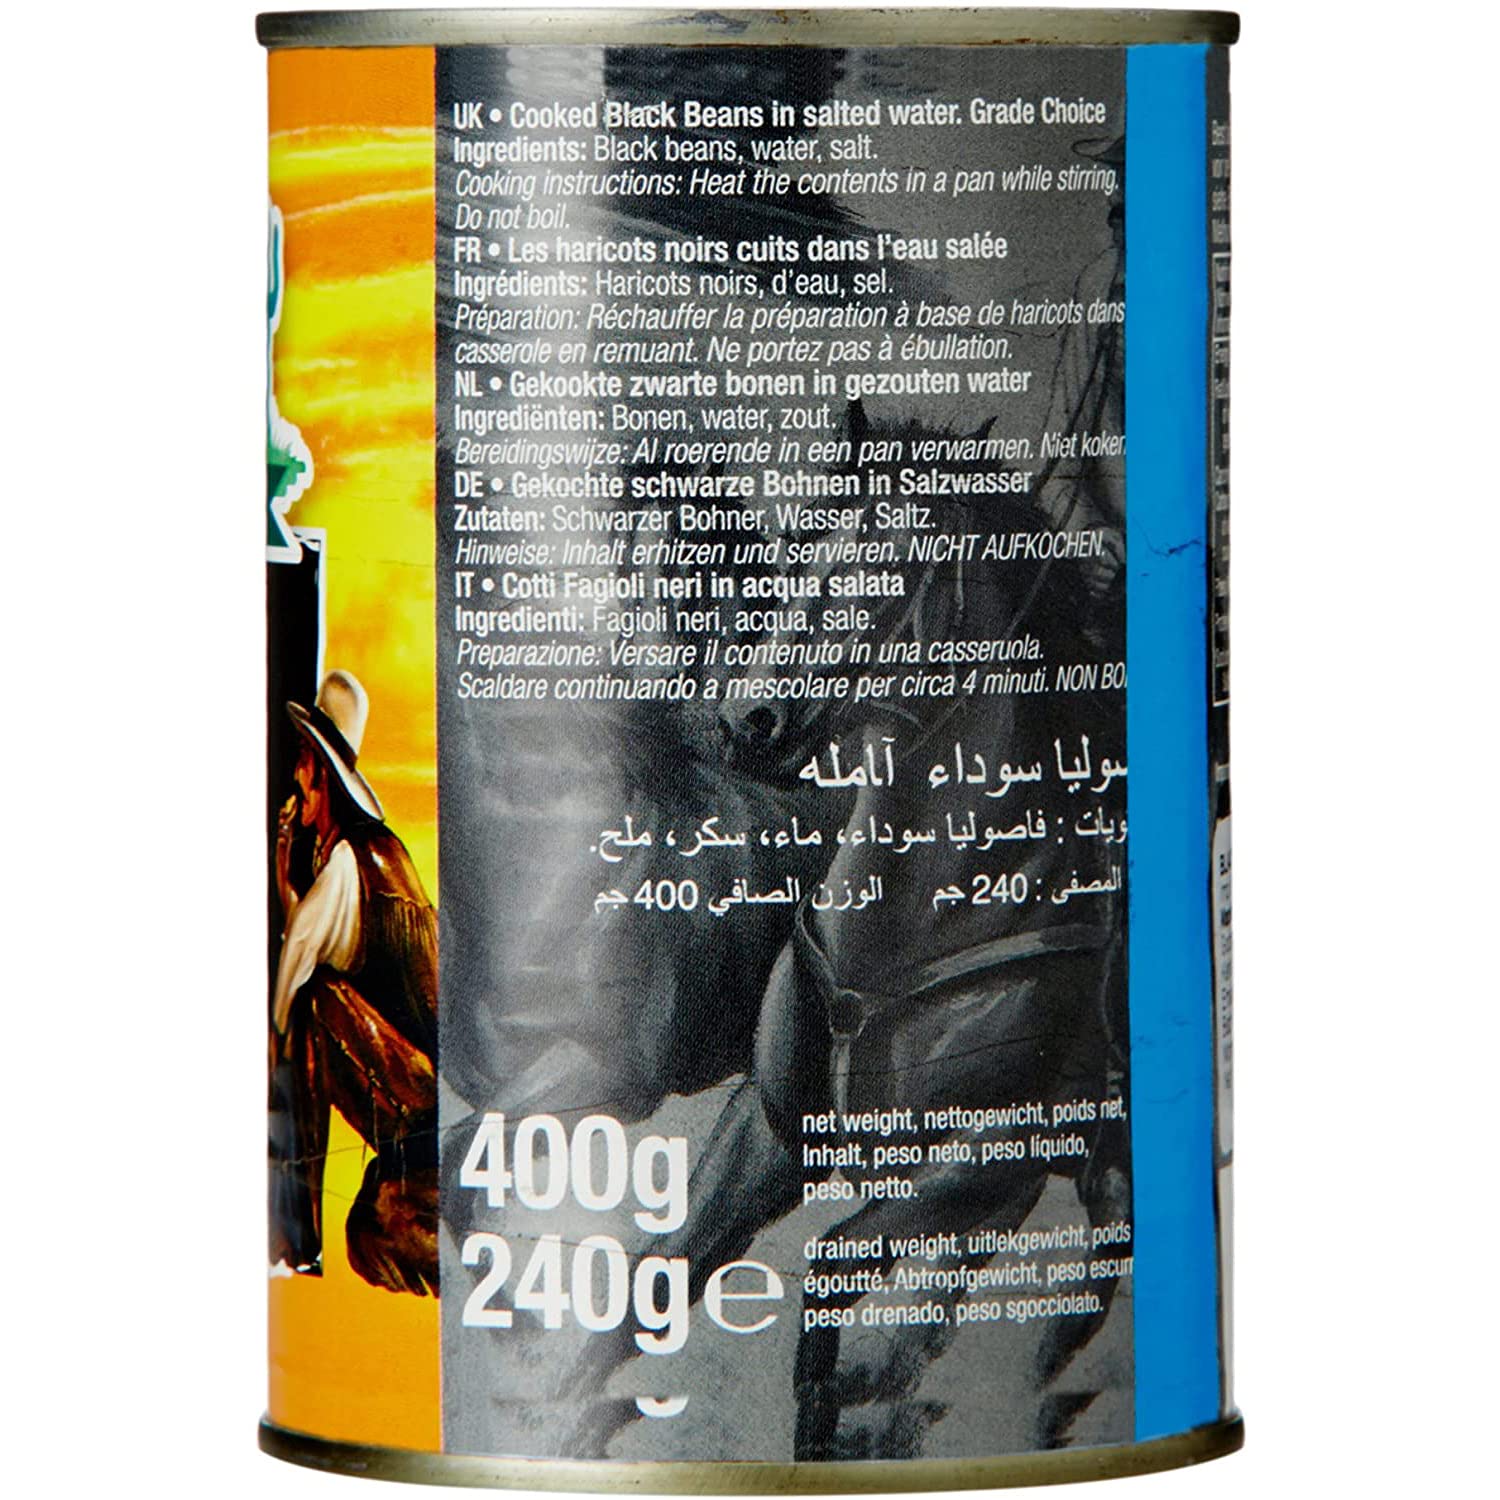 UK • Cooked Black Beans in salted water. Grade Choice
Ingredients: Black beans, water, salt.
Cooking instructions: Heat the contents in a pan while stirring.
Do not boil.
FR • Les haricots noirs cuits dans l'eau salée
Ingrédients: Haricots noirs, d'eau, sel.
Préparation: Réchauffer la préparation à base de haricots dans
casserole en remuant. Ne portez pas à ébullation.
NL • Gekookte zwarte bonen in gezouten water
Ingrediënten: Bonen, water, zout.
Bereidingswijze: Al roerende in een pan verwarmen. Niet koken
DE • Gekochte schwarze Bohnen in Salzwasser
Zutaten: Schwarzer Bohner, Wasser, Saltz.
Hinweise: Inhalt erhitzen und servieren. NICHT AUFKOCHEN.
IT • Cotti Fagioli neri in acqua salata
Ingredienti: Fagioli neri, acqua, sale.
Preparazione: Versare il contenuto in una casseruola.
Scaldare continuando a mescolare per circa 4 minuti. NON BO
سوداء آامله
: فاصوليا سوداء، ماء، سكر، ملح.
المصفى : 240 جم الوزن الصافي 400 جم
400g
net weight, nettogewicht, poids net,
Inhalt, peso neto, peso líquido,
peso netto.
240g e
drained weight, uitlekgewicht, poids
égoutté, Abtropfgewicht, peso escurr
peso drenado, peso sgocciolato.